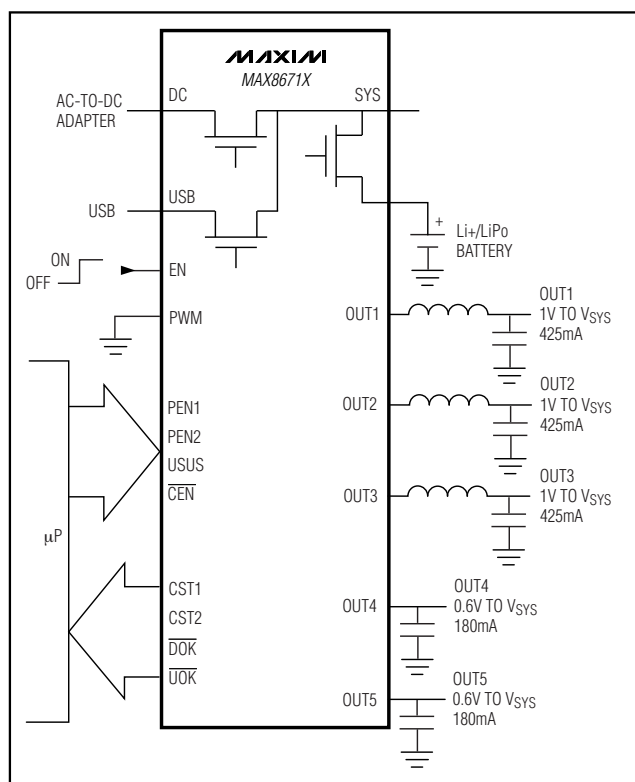 MAXIM
MAX8671X
AC-TO-DC
ADAPTER
DC
SYS
USB
USB
+
Li+/LiPo
BATTERY
ON
OFF
EN
PWM
OUT1
OUT1
1V TO VSYS
425mA
OUT2
OUT2
1V TO VSYS
425mA
OUT3
OUT3
1V TO VSYS
425mA
µP
PEN1
PEN2
USUS
CEN
CST1
CST2
DOK
UOK
OUT4
OUT4
0.6V TO VSYS
180mA
OUT5
OUT5
0.6V TO VSYS
180mA